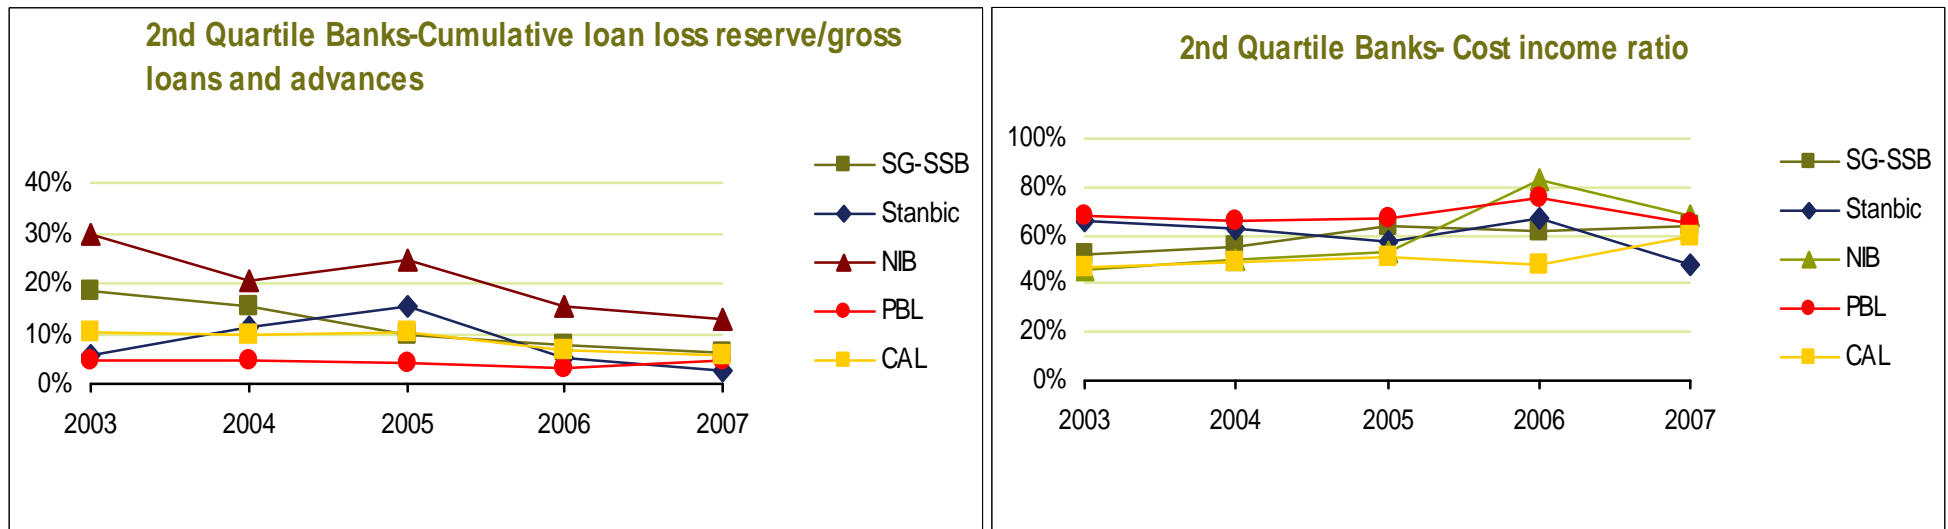 2nd Quartile Banks-Cumulative loan loss reserve/gross
loans and advances
40%
30%
20%
10%
0%
2003 2004 2005 2006 2007
SG-SSB
Stanbic
NIB
PBL
CAL
2nd Quartile Banks- Cost income ratio
100%
80%
60%
40%
20%
0%
2003 2004 2005 2006 2007
SG-SSB
Stanbic
NIB
PBL
CAL